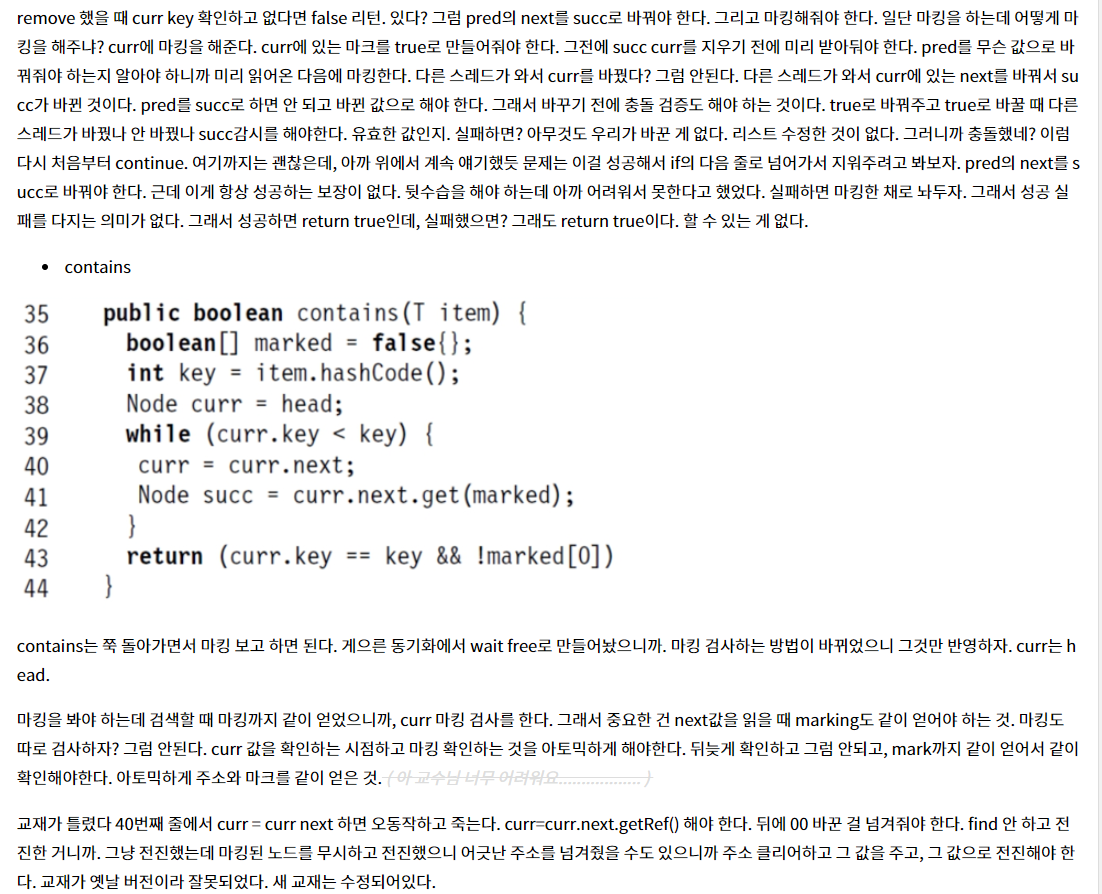 remove 했을 때 curr key 확인하고 없다면 false 리턴. 있다? 그럼 pred의 next를 succ로 바꿔야 한다. 그리고 마킹해줘야 한다. 일단 마킹을 하는데 어떻게 마
킹을 해주냐? curr에 마킹을 해준다. curr에 있는 마크를 true로 만들어줘야 한다. 그전에 succ curr를 지우기 전에 미리 받아둬야 한다. pred를 무슨 값으로 바
꿔줘야 하는지 알아야 하니까 미리 읽어온 다음에 마킹한다. 다른 스레드가 와서 curr를 바꿨다? 그럼 안된다. 다른 스레드가 와서 curr에 있는 next를 바꿔서 su
cc가 바뀐 것이다. pred를 succ로 하면 안 되고 바뀐 값으로 해야 한다. 그래서 바꾸기 전에 충돌 검증도 해야 하는 것이다. true로 바꿔주고 true로 바꿀 때 다른
스레드가 바꿨나 안 바꿨나 succ감시를 해야한다. 유효한 값인지. 실패하면? 아무것도 우리가 바꾼 게 없다. 리스트 수정한 것이 없다. 그러니까 충돌했네? 이럼
다시 처음부터 continue. 여기까지는 괜찮은데, 아까 위에서 계속 얘기했듯 문제는 이걸 성공해서 if의 다음 줄로 넘어가서 지워주려고 봐보자. pred의 next를 s
ucc로 바꿔야 한다. 근데 이게 항상 성공하는 보장이 없다. 뒷수습을 해야 하는데 아까 어려워서 못한다고 했었다. 실패하면 마킹한 채로 놔두자. 그래서 성공 실
패를 다지는 의미가 없다. 그래서 성공하면 return true인데, 실패했으면? 그래도 return true이다. 할 수 있는 게 없다.
• contains
35 public boolean contains(T item) {
36 boolean[] marked = false{};
37 int key = item.hashCode();
38 Node curr = head;
39 while (curr.key < key) {
40 curr = curr.next;
41 Node succ = curr.next.get(marked);
42 }
43 return (curr.key == key && !marked[0])
44 }
contains는 쭉 돌아가면서 마킹 보고 하면 된다. 게으른 동기화에서 wait free로 만들어놨으니까. 마킹 검사하는 방법이 바뀌었으니 그것만 반영하자. curr는 h
ead.
마킹을 봐야 하는데 검색할 때 마킹까지 같이 얻었으니까, curr 마킹 검사를 한다. 그래서 중요한 건 next값을 읽을 때 marking도 같이 얻어야 하는 것. 마킹도
따로 검사하자? 그럼 안된다. curr 값을 확인하는 시점하고 마킹 확인하는 것을 아토믹하게 해야한다. 뒤늦게 확인하고 그럼 안되고, mark까지 같이 얻어서 같이
확인해야한다. 아토믹하게 주소와 마크를 같이 얻은 것. ( 아 교수님 너무 어려워요.................... )
교재가 틀렸다 40번째 줄에서 curr = curr next 하면 오동작하고 죽는다. curr=curr.next.getRef() 해야 한다. 뒤에 00 바꾼 걸 넘겨줘야 한다. find 안 하고 전
진한 거니까. 그냥 전진했는데 마킹된 노드를 무시하고 전진했으니 어긋난 주소를 넘겨줬을 수도 있으니까 주소 클리어하고 그 값을 주고, 그 값으로 전진해야 한
다. 교재가 옛날 버전이라 잘못되었다. 새 교재는 수정되어있다.